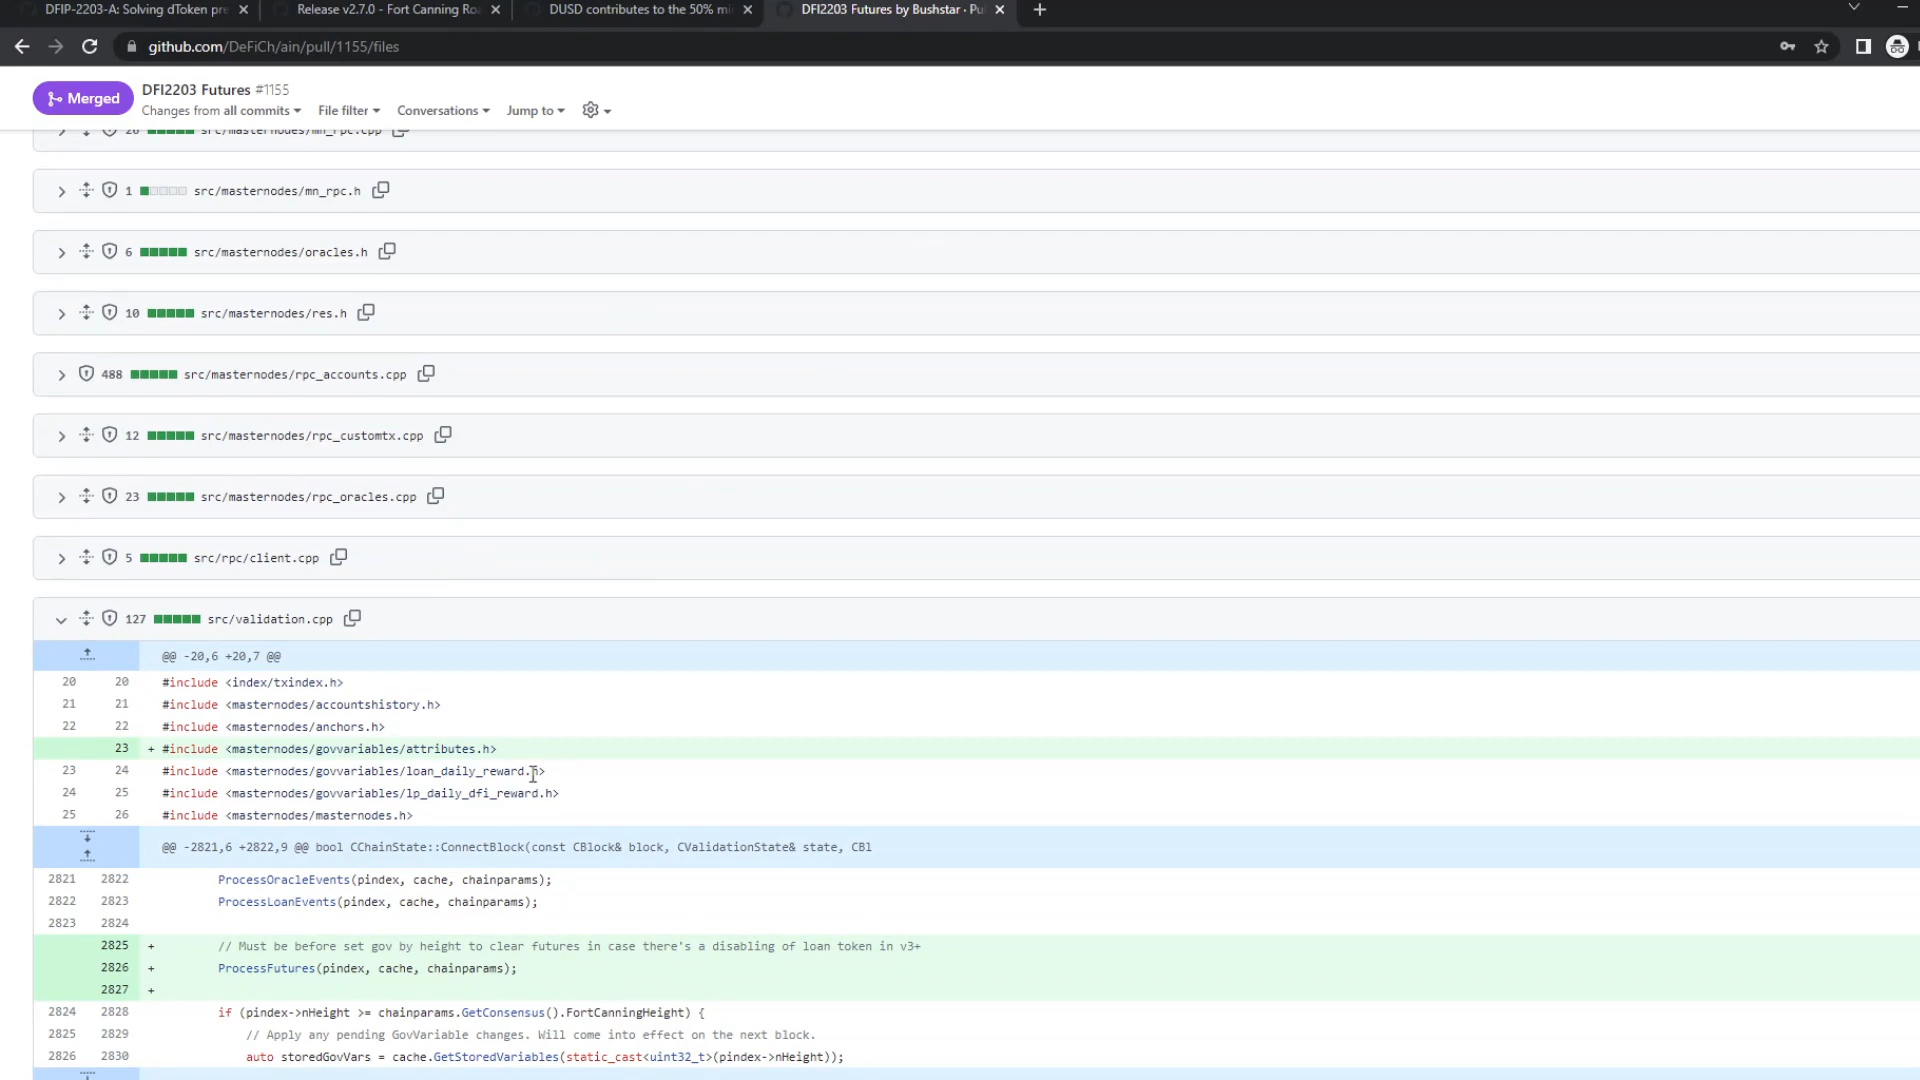 DFIP-2203-A: Solving dToken pre
Release v2.7.0 - Fort Canning Ro
DUSD contributes to the 50% mi
DFI2203 Futures by Bushstar · Pu
github.com/DeFiCh/ain/pull/1155/files
Merged
DFI2203 Futures #1155
Changes from all commits
File filter
Conversations
Jump to
26 src/masternodes/mn_rpc.cpp
1 src/masternodes/mn_rpc.h
6 src/masternodes/oracles.h
10 src/masternodes/res.h
488 src/masternodes/rpc_accounts.cpp
12 src/masternodes/rpc_customtx.cpp
23 src/masternodes/rpc_oracles.cpp
5 src/rpc/client.cpp
127 src/validation.cpp
@@ -20,6 +20,7 @@
20 20 #include <index/txindex.h>
21 21 #include <masternodes/accountshistory.h>
22 22 #include <masternodes/anchors.h>
23 + #include <masternodes/govvariables/attributes.h>
23 24 #include <masternodes/govvariables/loan_daily_reward.h>
24 25 #include <masternodes/govvariables/lp_daily_dfi_reward.h>
25 26 #include <masternodes/masternodes.h>
@@ -2821,6 +2822,9 @@ bool CChainState::ConnectBlock(const CBlock& block, CValidationState& state, CBl
2821 2822 ProcessOracleEvents(pindex, cache, chainparams);
2822 2823 ProcessLoanEvents(pindex, cache, chainparams);
2823 2824
2825 + // Must be before set gov by height to clear futures in case there's a disabling of loan token in v3+
2826 + ProcessFutures(pindex, cache, chainparams);
2827 +
2824 2828 if (pindex->nHeight >= chainparams.GetConsensus().FortCanningHeight) {
2825 2829 // Apply any pending GovVariable changes. Will come into effect on the next block.
2826 2830 auto storedGovVars = cache.GetStoredVariables(static_cast<uint32_t>(pindex->nHeight));